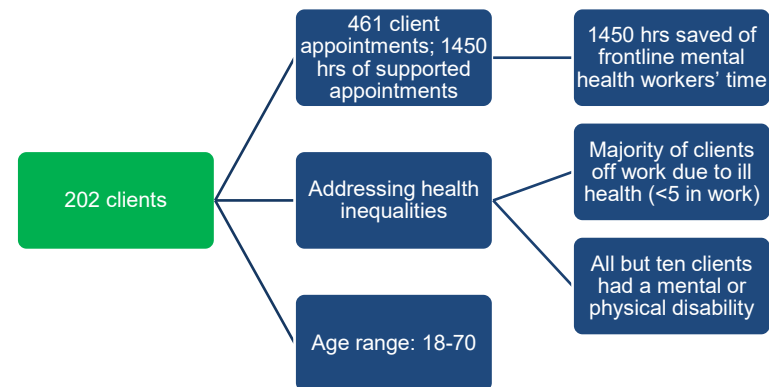 202 clients
461 client
appointments; 1450
hrs of supported
appointments
1450 hrs saved of
frontline mental
health workers’ time
Addressing health
inequalities
Majority of clients
off work due to ill
health (<5 in work)
All but ten clients
had a mental or
physical disability
Age range: 18-70